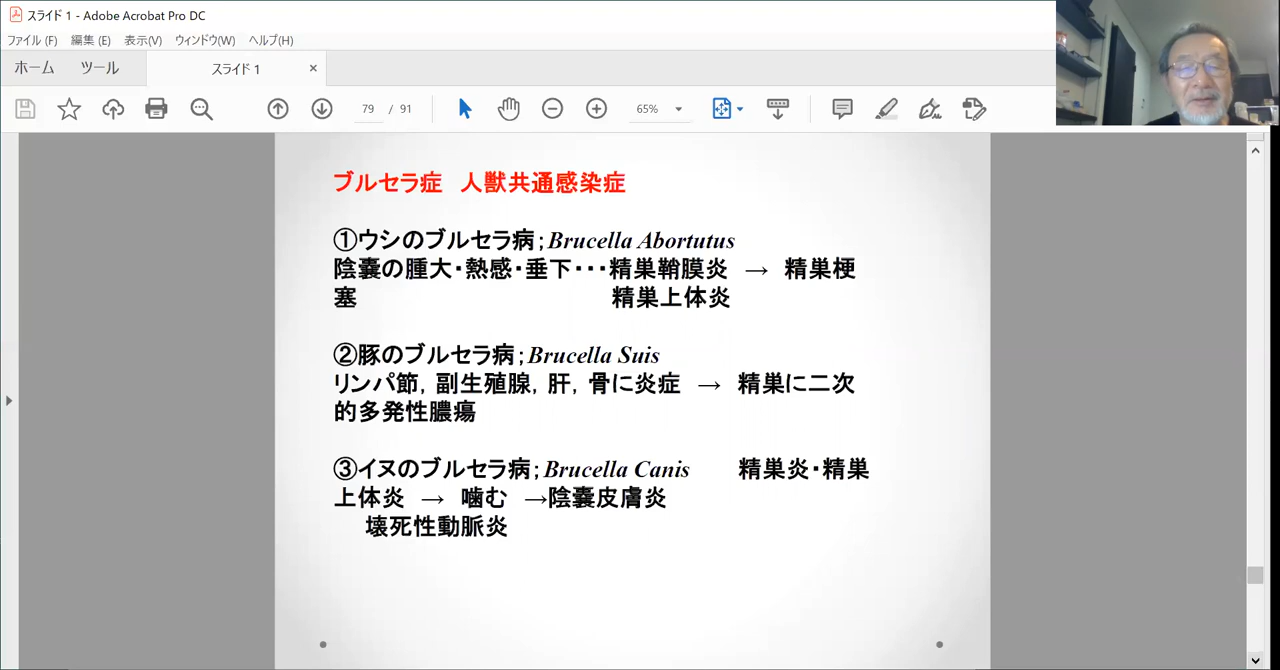 スライド 1 - Adobe Acrobat Pro DC
ファイル (F) 編集 (E) 表示(V) ウィンドウ(W) ヘルプ(H)
ホーム ツール スライド 1 ×
79 / 91 65%
ブルセラ症 人獣共通感染症
①ウシのブルセラ病；Brucella Abortutus
陰嚢の腫大・熱感・垂下・・・精巣鞘膜炎 → 精巣梗
塞 精巣上体炎
②豚のブルセラ病；Brucella Suis
リンパ節，副生殖腺，肝，骨に炎症 → 精巣に二次
的多発性膿瘍
③イヌのブルセラ病；Brucella Canis 精巣炎・精巣
上体炎 → 噛む →陰嚢皮膚炎
壊死性動脈炎